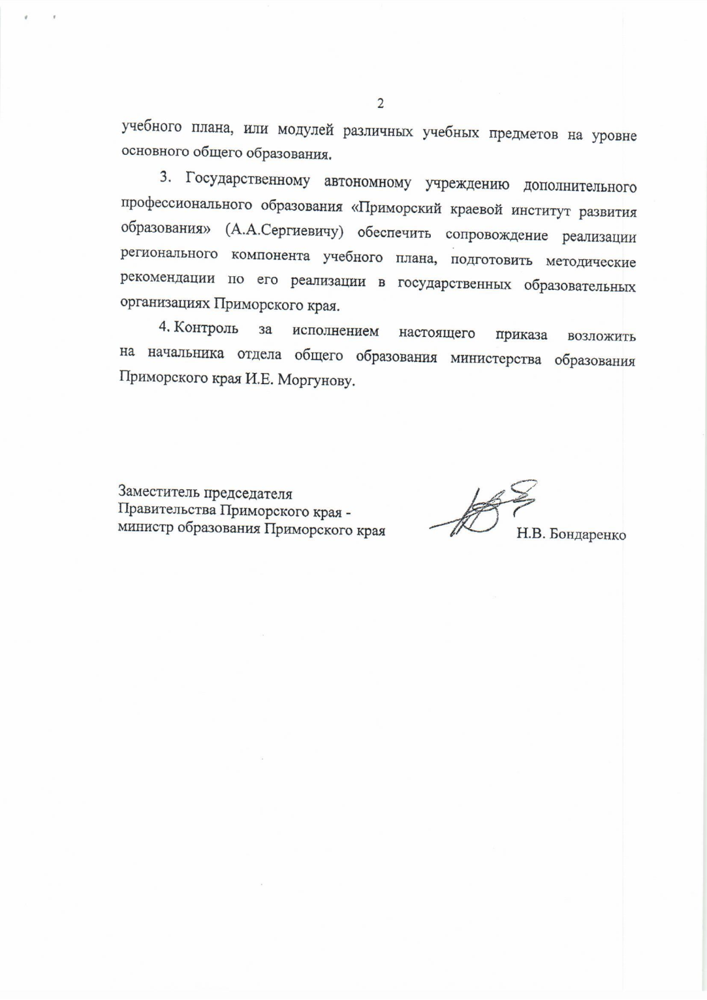 2
учебного плана, или модулей различных учебных предметов на уровне
основного общего образования.
3. Государственному автономному учреждению дополнительного
профессионального образования «Приморский краевой институт развития
образования» (А.А.Сергиевичу) обеспечить сопровождение реализации
регионального компонента учебного плана, подготовить методические
рекомендации по его реализации в государственных образовательных
организациях Приморского края.
4. Контроль за исполнением настоящего приказа возложить
на начальника отдела общего образования министерства образования
Приморского края И.Е. Моргунову.
Заместитель председателя
Правительства Приморского края -
министр образования Приморского края
Н.В. Бондаренко